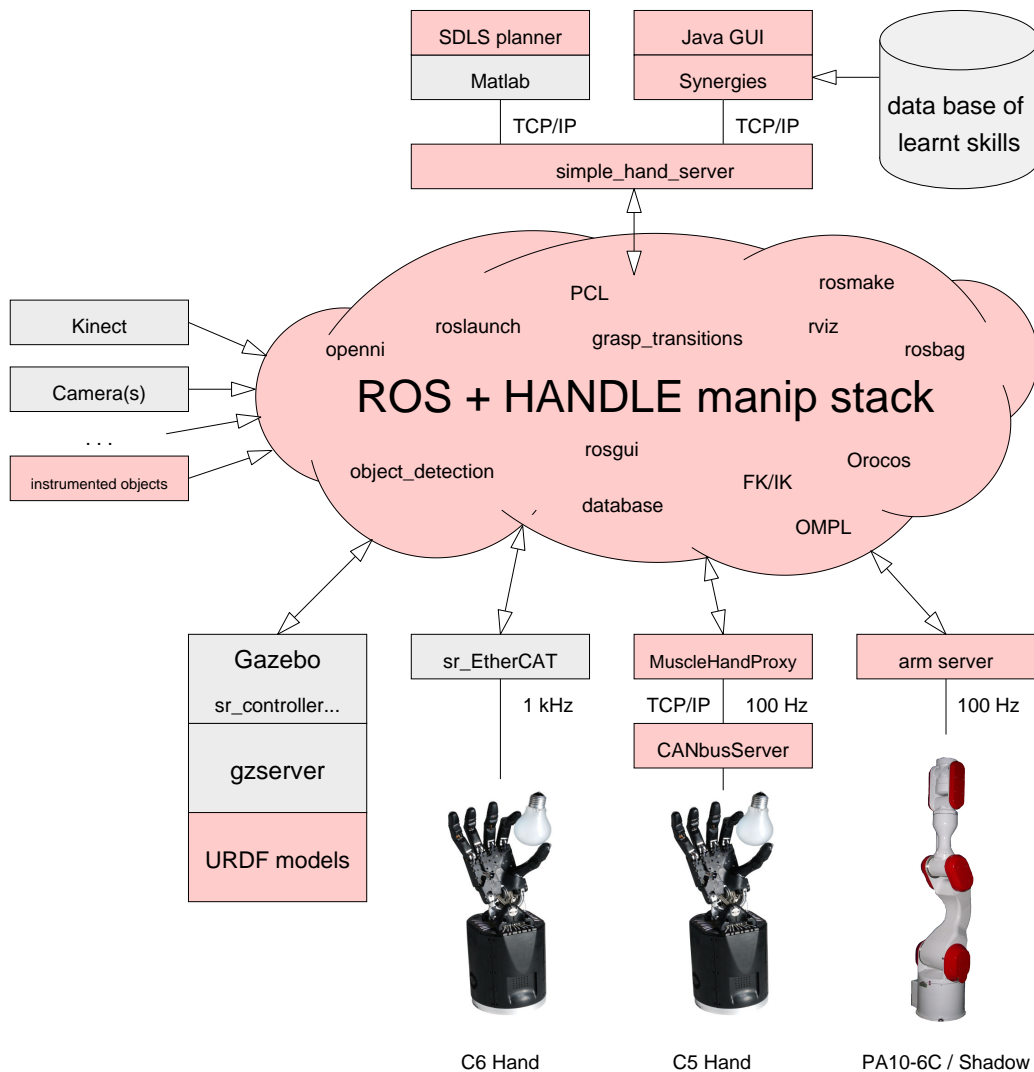 SDLS planner
Matlab
Java GUI
Synergies
data base of
learnt skills
TCP/IP
TCP/IP
simple_hand_server
Kinect
Camera(s)
. . .
instrumented objects
PCL
rosmake
roslaunch
openni
grasp_transitions
rviz
rosbag
ROS + HANDLE manip stack
rosgui
object_detection
FK/IK
Orocos
database
OMPL
Gazebo
sr_controller...
gzserver
URDF models
sr_EtherCAT
1 kHz
MuscleHandProxy
TCP/IP
100 Hz
CANbusServer
arm server
100 Hz
C6 Hand
C5 Hand
PA10-6C / Shadow